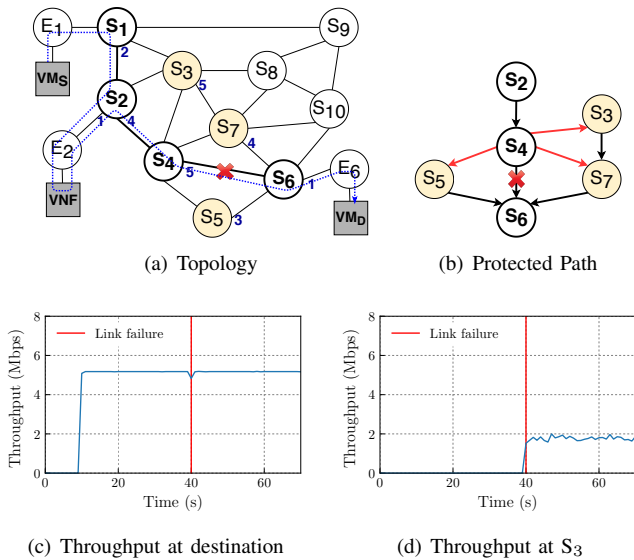 E1 S1 S9
2
VMS S3 S8
5
S2 S10
1 4 S7
E2 4
S4 E6
5 S6 1
VNF S5 VMD
3
(a) Topology
S2
S3
S4
S5 S7
S6
(b) Protected Path
Throughput (Mbps)
8
6
4
2
0
Link failure
0 20 40 60
Time (s)
(c) Throughput at destination
Throughput (Mbps)
8
6
4
2
0
Link failure
0 20 40 60
Time (s)
(d) Throughput at S3